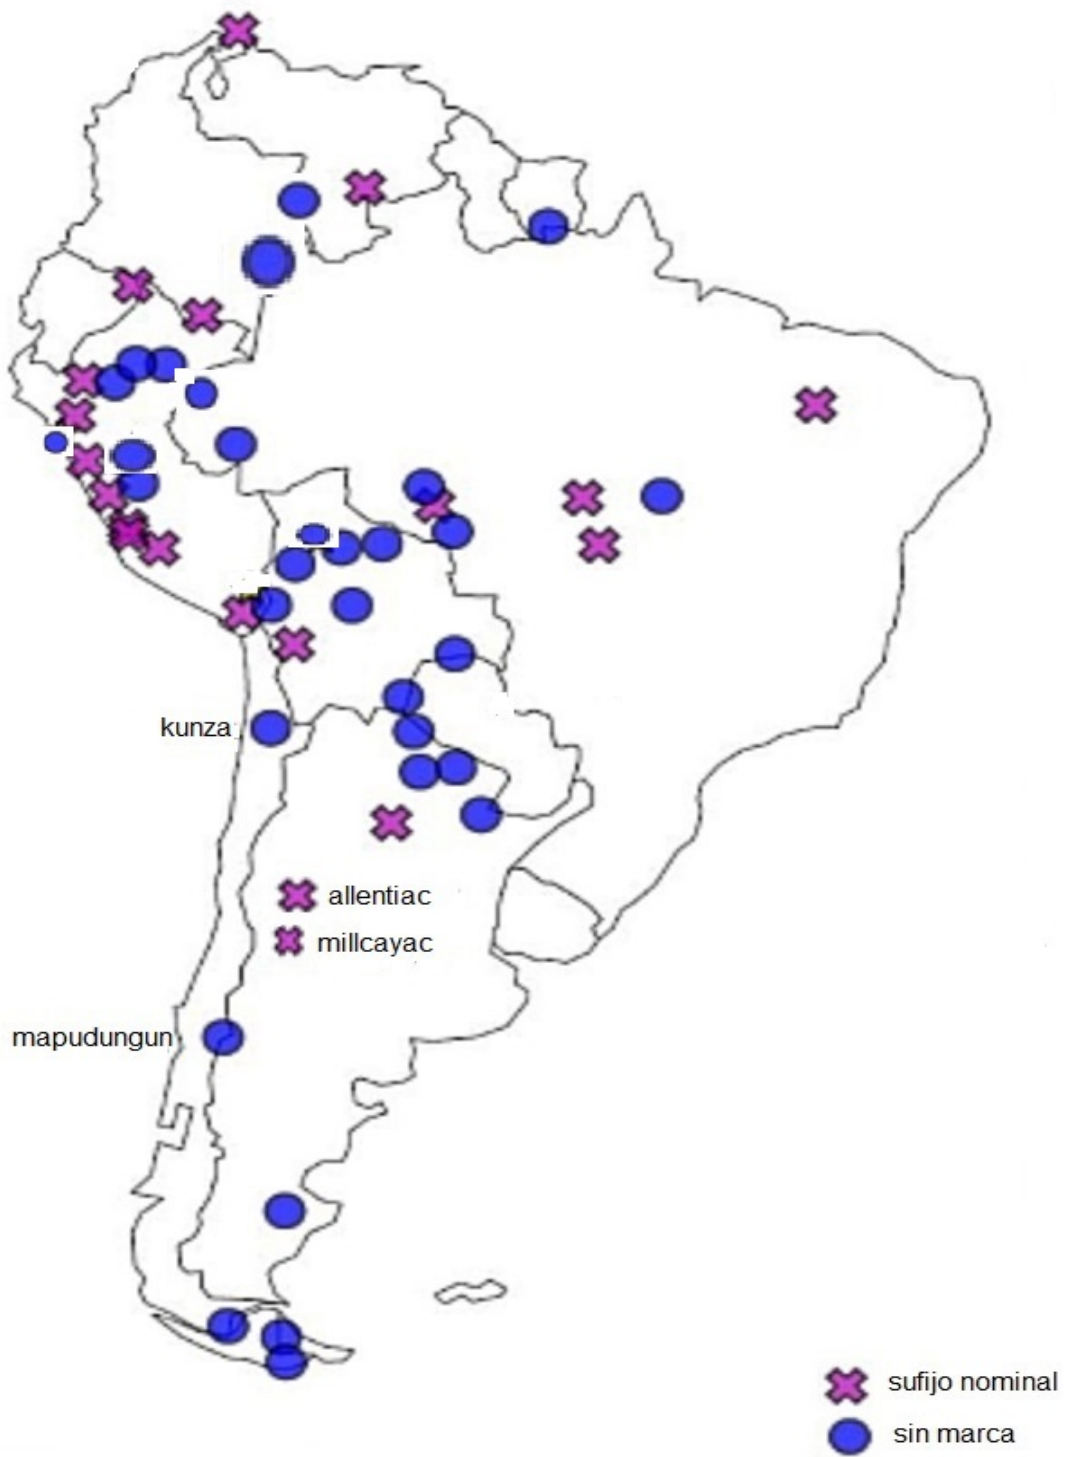 kunza
allentiac
millcayac
mapudungun
sufijo nominal
sin marca